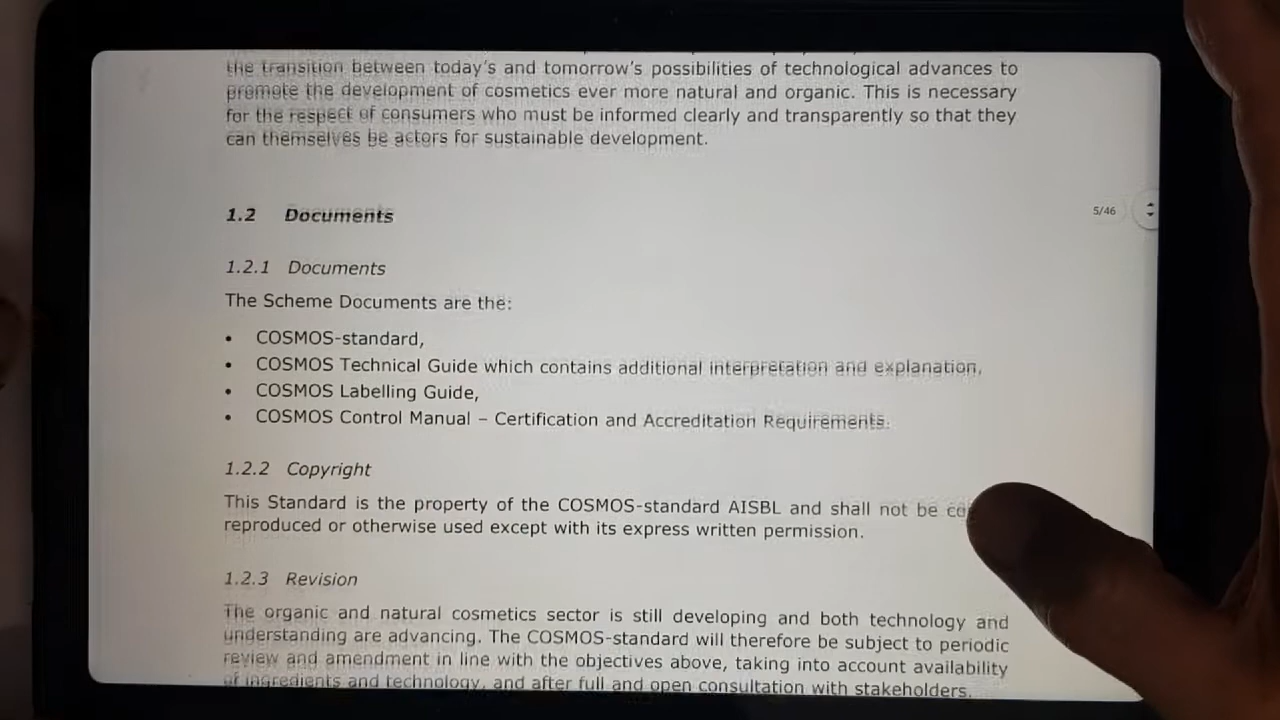 the transition between today's and tomorrow's possibilities of technological advances to
promote the development of cosmetics ever more natural and organic. This is necessary
for the respect of consumers who must be informed clearly and transparently so that they
can themselves be actors for sustainable development.
1.2 Documents
5/46
1.2.1 Documents
The Scheme Documents are the:
• COSMOS-standard,
• COSMOS Technical Guide which contains additional interpretation and explanation,
• COSMOS Labelling Guide,
• COSMOS Control Manual – Certification and Accreditation Requirements.
1.2.2 Copyright
This Standard is the property of the COSMOS-standard AISBL and shall not be
reproduced or otherwise used except with its express written permission.
1.2.3 Revision
The organic and natural cosmetics sector is still developing and both technology and
understanding are advancing. The COSMOS-standard will therefore be subject to periodic
review and amendment in line with the objectives above, taking into account availability
of ingredients and technology, and after full and open consultation with stakeholders.